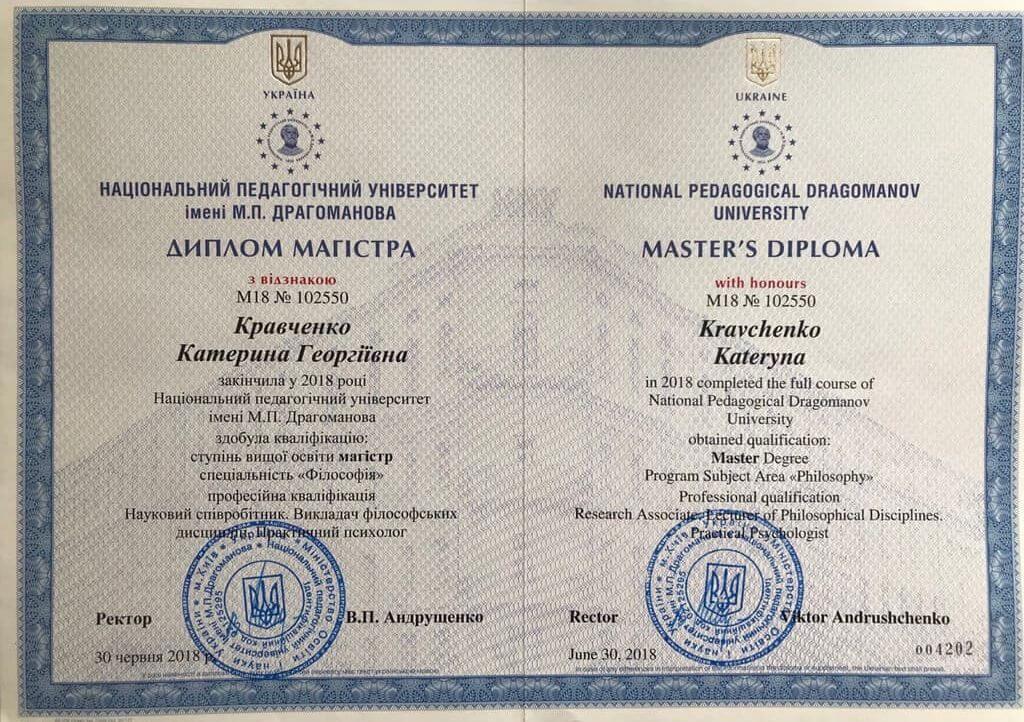 УКРАЇНА
НАЦІОНАЛЬНИЙ ПЕДАГОГІЧНИЙ УНІВЕРСИТЕТ
імені М.П. ДРАГОМАНОВА
ДИПЛОМ МАГІСТРА
з відзнакою
М18 № 102550
Кравченко
Катерина Георгіївна
закінчила у 2018 році
Національний педагогічний університет
імені М.П. Драгоманова
здобула кваліфікацію:
ступінь вищої освіти магістр
спеціальність «Філософія»
професійна кваліфікація
Науковий співробітник. Викладач філософських
дисциплін. Практичний психолог
Ректор В.П. Андрущенко
30 червня 2018 р.
UKRAINE
NATIONAL PEDAGOGICAL DRAGOMANOV
UNIVERSITY
MASTER'S DIPLOMA
with honours
М18 № 102550
Kravchenko
Kateryna
in 2018 completed the full course of
National Pedagogical Dragomanov
University
obtained qualification:
Master Degree
Program Subject Area «Philosophy»
Professional qualification
Research Associate. Lecturer of Philosophical Disciplines.
Practical Psychologist
Rector Viktor Andrushchenko
June 30, 2018
004202